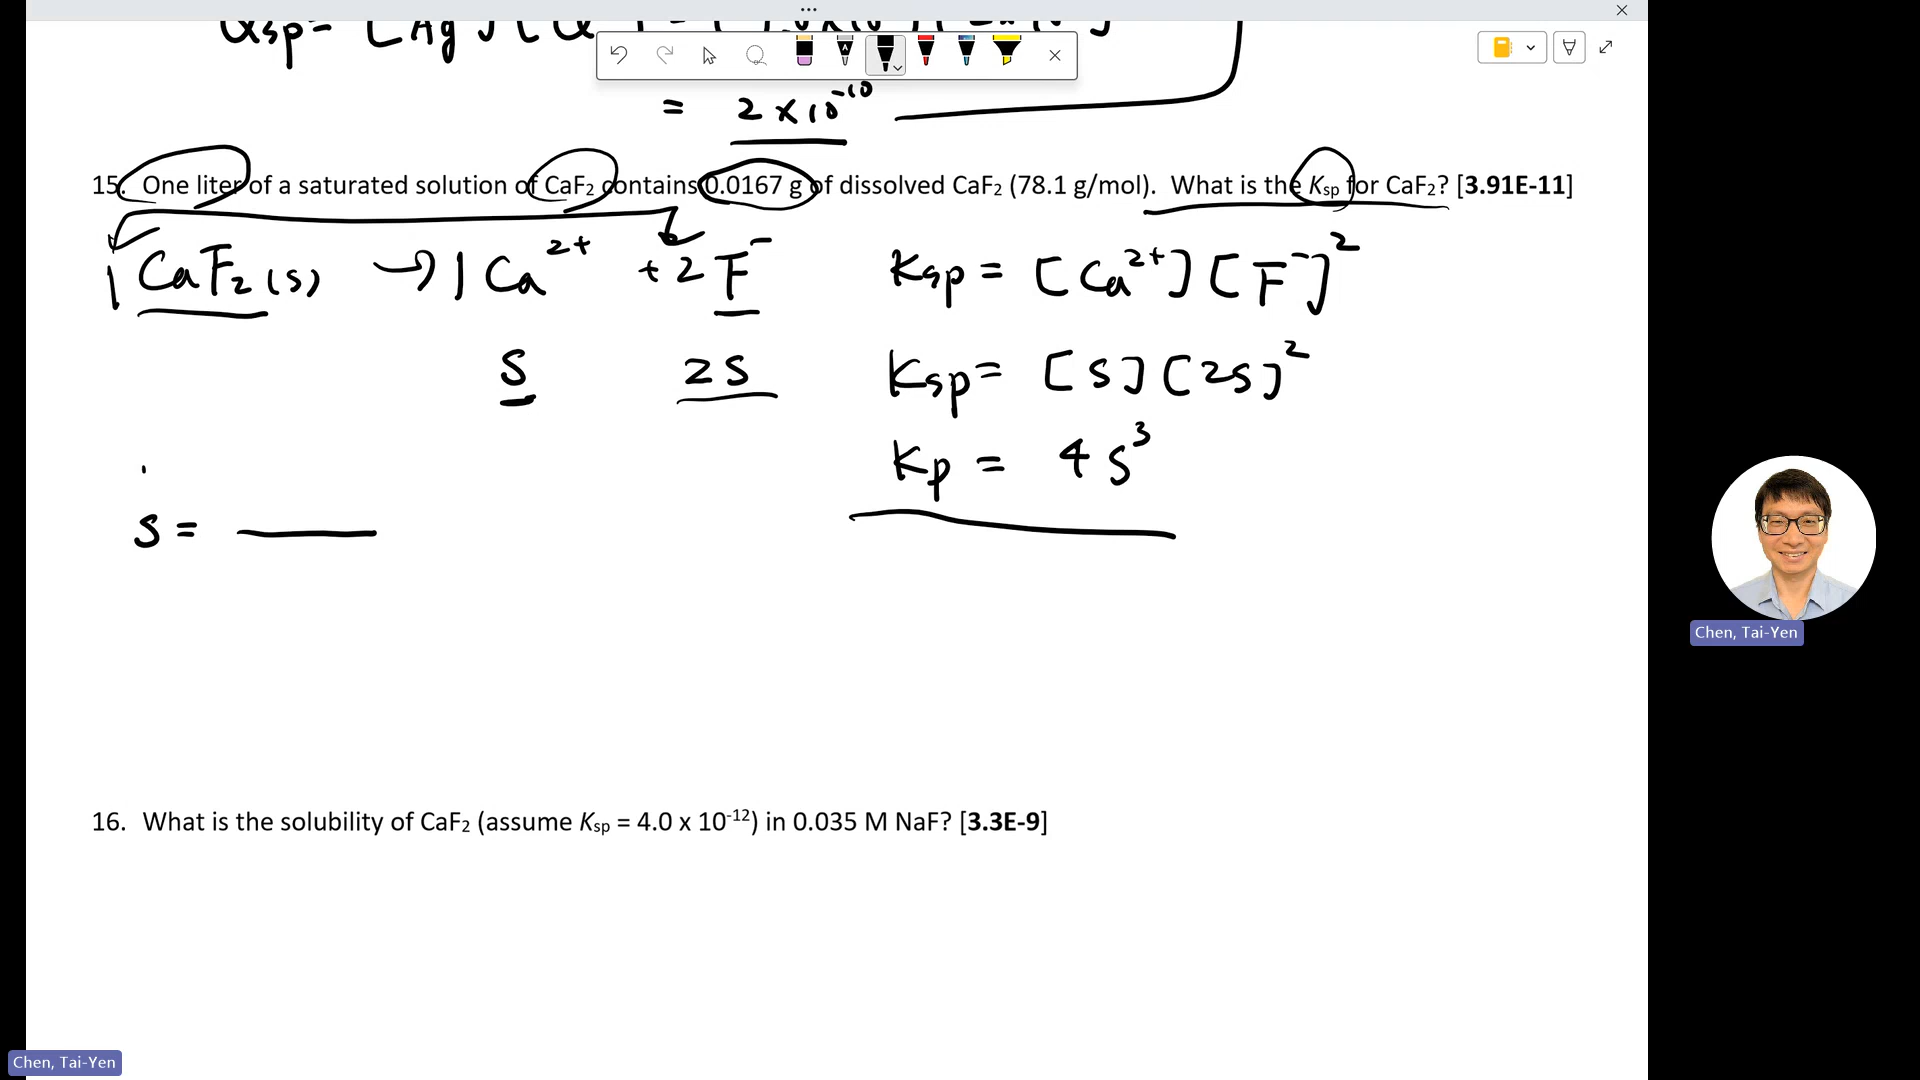 Qsp = [Ag
= 2 x 10⁻¹⁰
15. One liter of a saturated solution of CaF₂ contains 0.0167 g of dissolved CaF₂ (78.1 g/mol). What is the Ksp for CaF₂? [3.91E-11]
1 CaF₂(s) → 1 Ca²⁺ + 2 F⁻ Ksp = [Ca²⁺][F⁻]²
s 2s Ksp = [s][2s]²
Kp = 4s³
s =
16. What is the solubility of CaF₂ (assume Ksp = 4.0 x 10⁻¹²) in 0.035 M NaF? [3.3E-9]
Chen, Tai-Yen
Chen, Tai-Yen